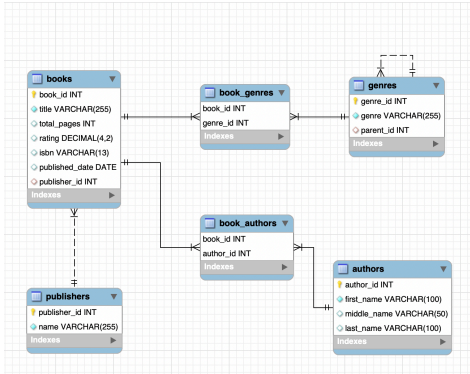 books
book_id INT
title VARCHAR(255)
total_pages INT
rating DECIMAL(4,2)
isbn VARCHAR(13)
published_date DATE
publisher_id INT
Indexes
book_genres
book_id INT
genre_id INT
Indexes
genres
genre_id INT
genre VARCHAR(255)
parent_id INT
Indexes
book_authors
book_id INT
author_id INT
Indexes
publishers
publisher_id INT
name VARCHAR(255)
Indexes
authors
author_id INT
first_name VARCHAR(100)
middle_name VARCHAR(50)
last_name VARCHAR(100)
Indexes